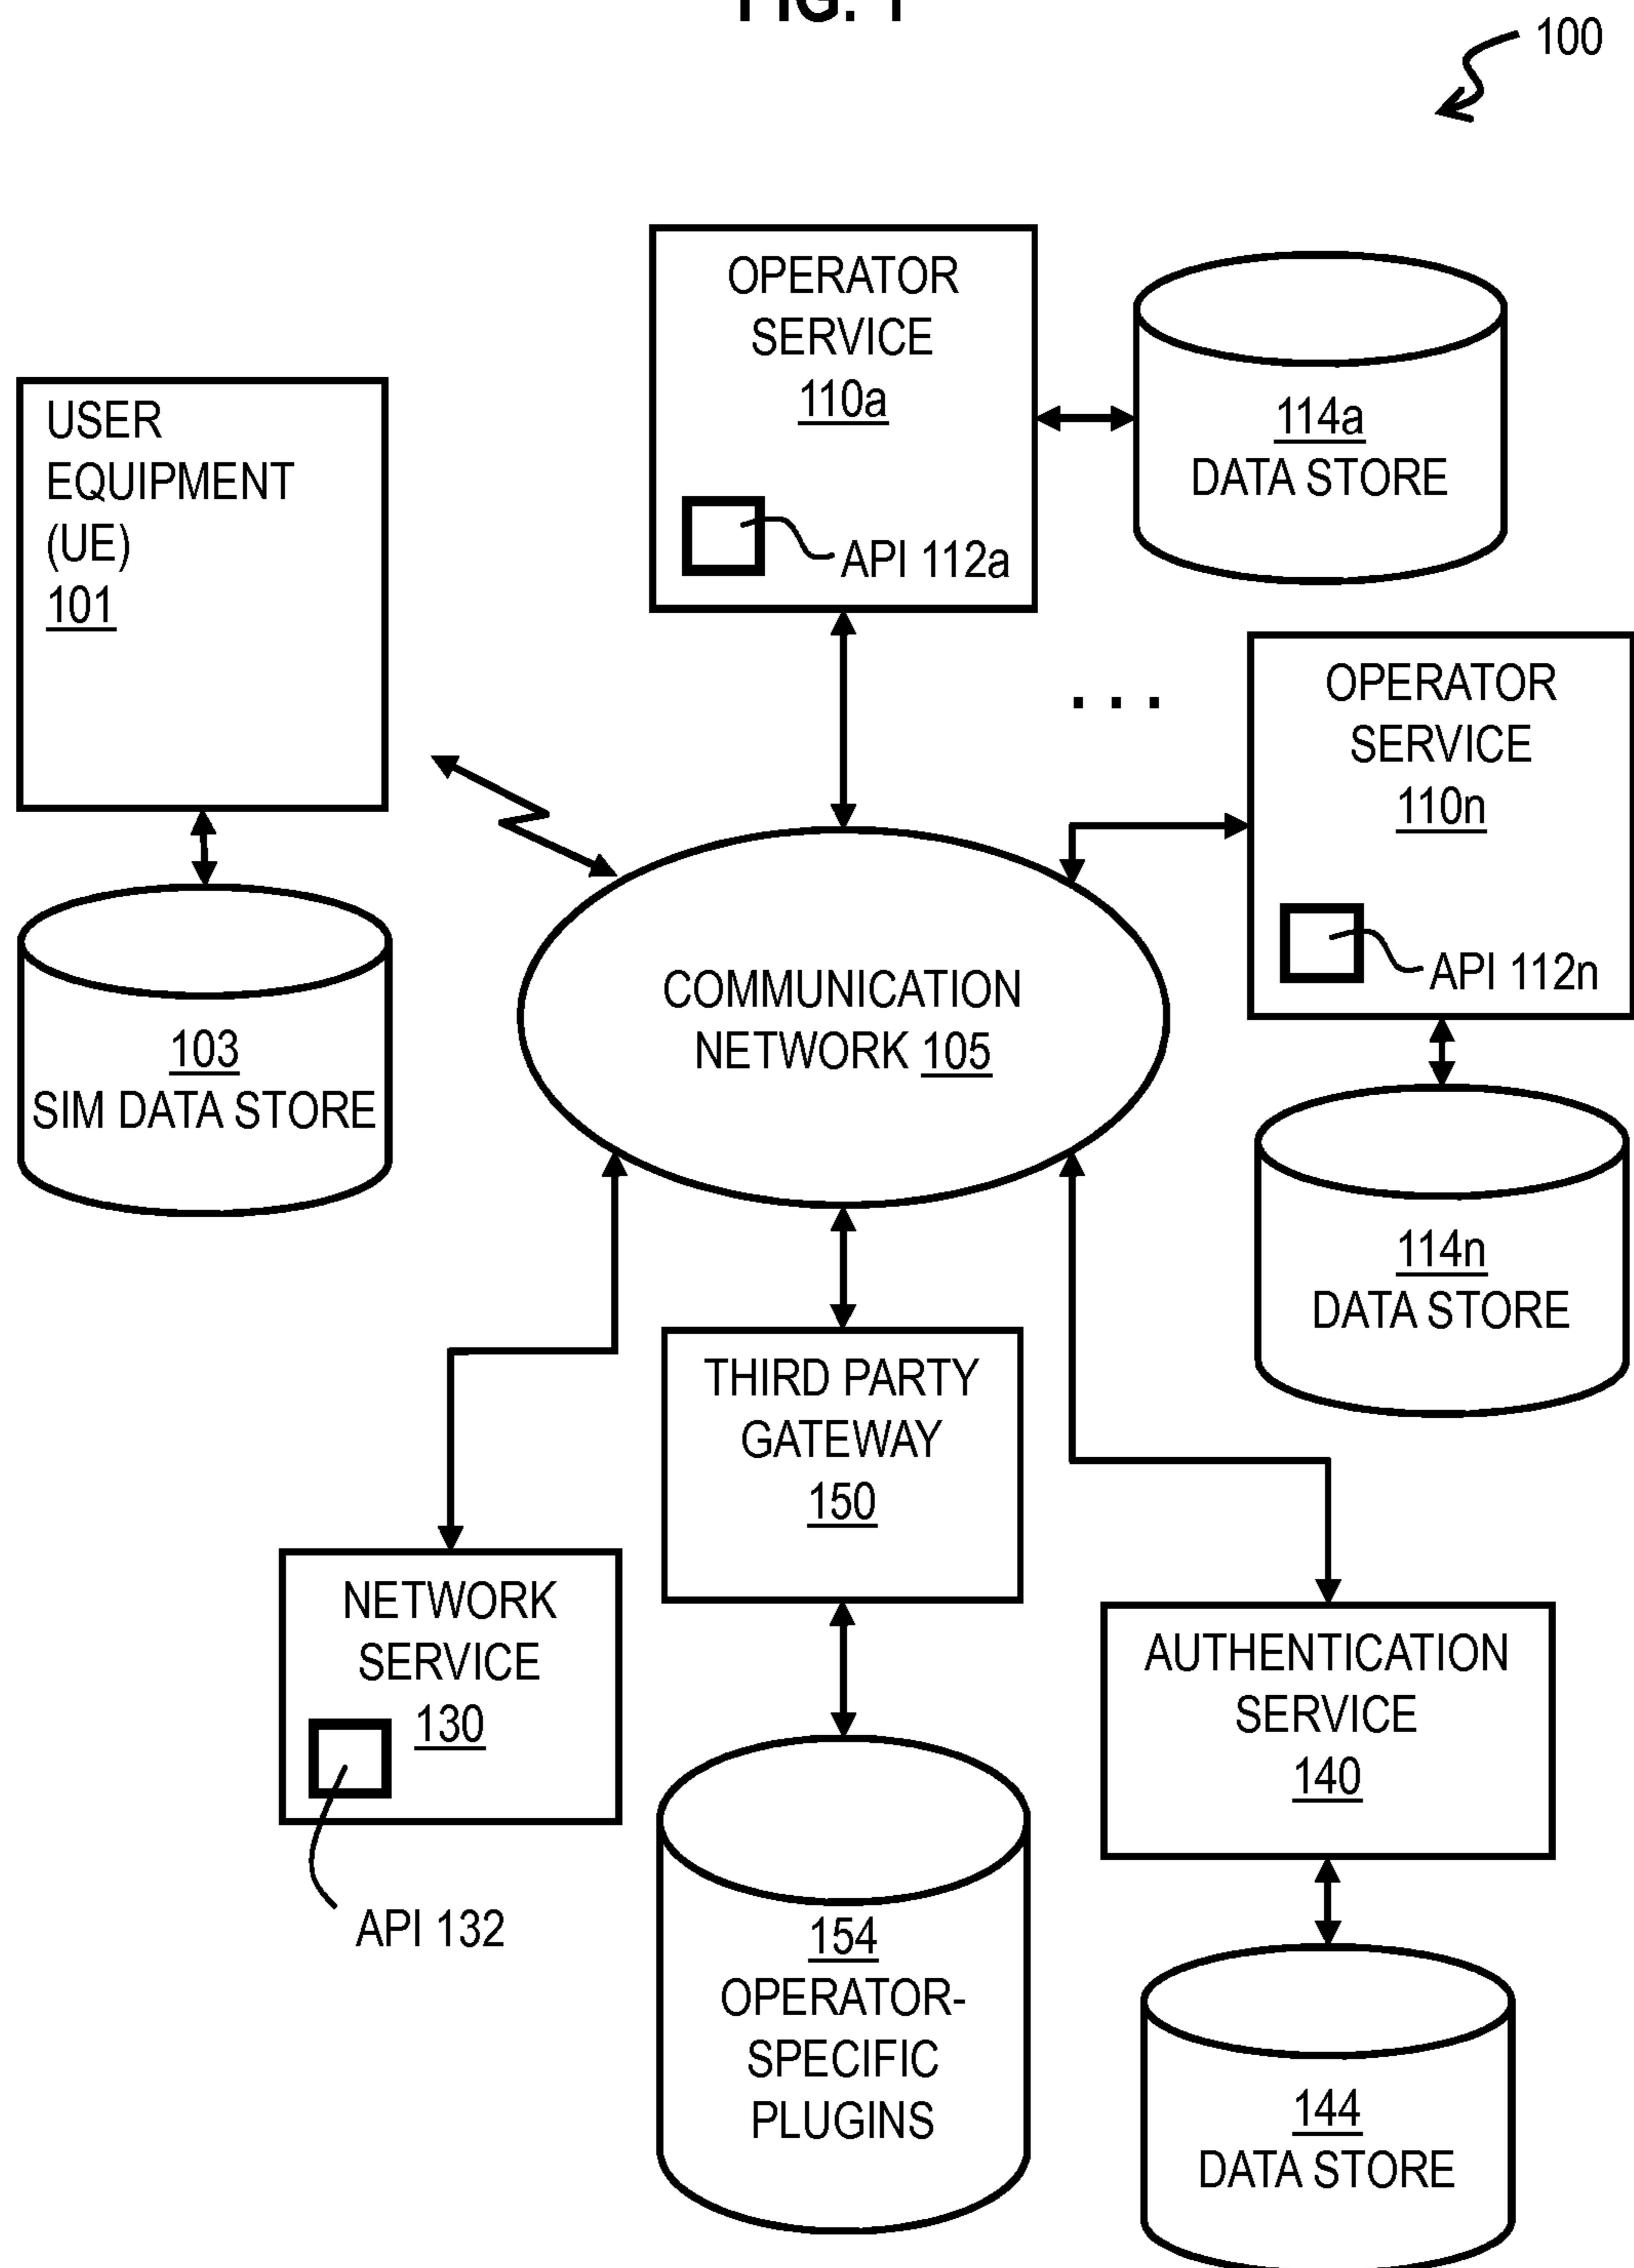 FIG. 1
100
OPERATOR
SERVICE
110a
API 112a
114a
DATA STORE
USER
EQUIPMENT
(UE)
101
103
SIM DATA STORE
. . .
OPERATOR
SERVICE
110n
API 112n
114n
DATA STORE
COMMUNICATION
NETWORK 105
THIRD PARTY
GATEWAY
150
NETWORK
SERVICE
130
API 132
154
OPERATOR-
SPECIFIC
PLUGINS
AUTHENTICATION
SERVICE
140
144
DATA STORE